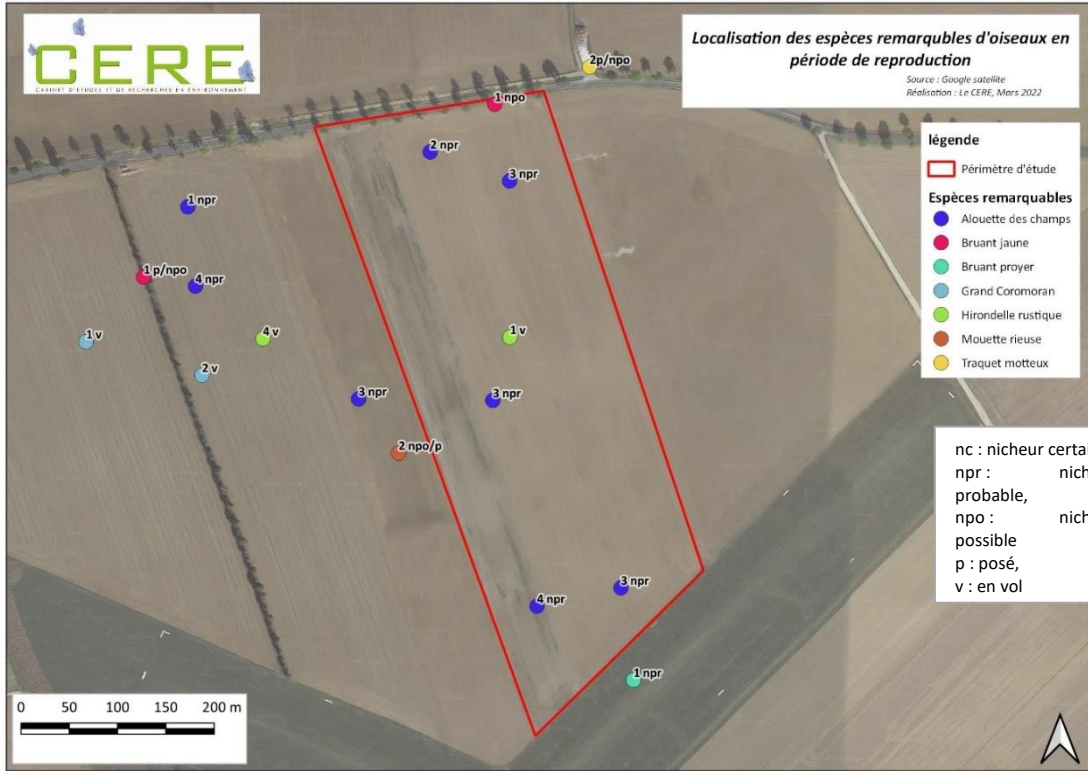 CERE
CABINET D'ETUDES ET DE RECHERCHES EN ENVIRONNEMENT
Localisation des espèces remarqubles d'oiseaux en
période de reproduction
Source : Google satellite
Réalisation : Le CERE, Mars 2022
légende
Périmètre d'étude
Espèces remarquables
Alouette des champs
Bruant jaune
Bruant proyer
Grand Coromoran
Hirondelle rustique
Mouette rieuse
Traquet motteux
nc : nicheur certai
npr : nich
probable,
npo : nich
possible
p : posé,
v : en vol
2p/npo
1 npo
2 npr
3 npr
1 npr
1 p/npo
4 npr
1 v
4 v
1 v
2 v
3 npr
3 npr
2 npo/p
3 npr
4 npr
1 npr
0 50 100 150 200 m